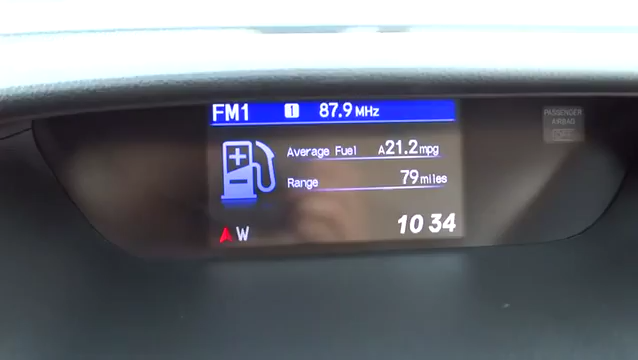 FM1 1 87.9 MHz
PASSENGER
AIRBAG
Average Fuel A21.2 mpg
Range 79 miles
W 10 34